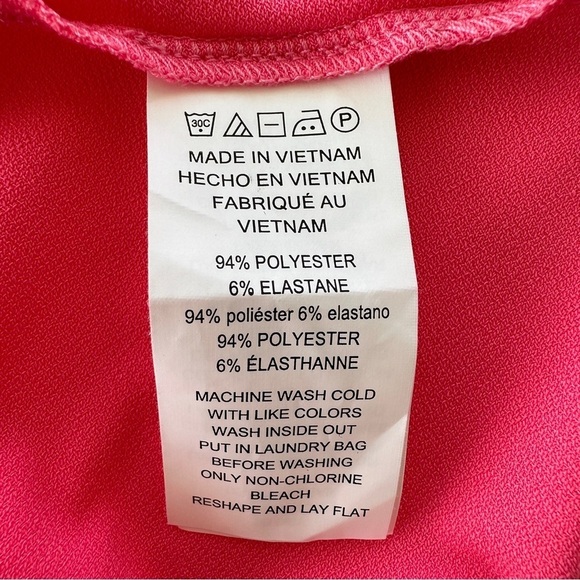 30C P
MADE IN VIETNAM
HECHO EN VIETNAM
FABRIQUÉ AU
VIETNAM
94% POLYESTER
6% ELASTANE
94% poliéster 6% elastano
94% POLYESTER
6% ÉLASTHANNE
MACHINE WASH COLD
WITH LIKE COLORS
WASH INSIDE OUT
PUT IN LAUNDRY BAG
BEFORE WASHING
ONLY NON-CHLORINE
BLEACH
RESHAPE AND LAY FLAT